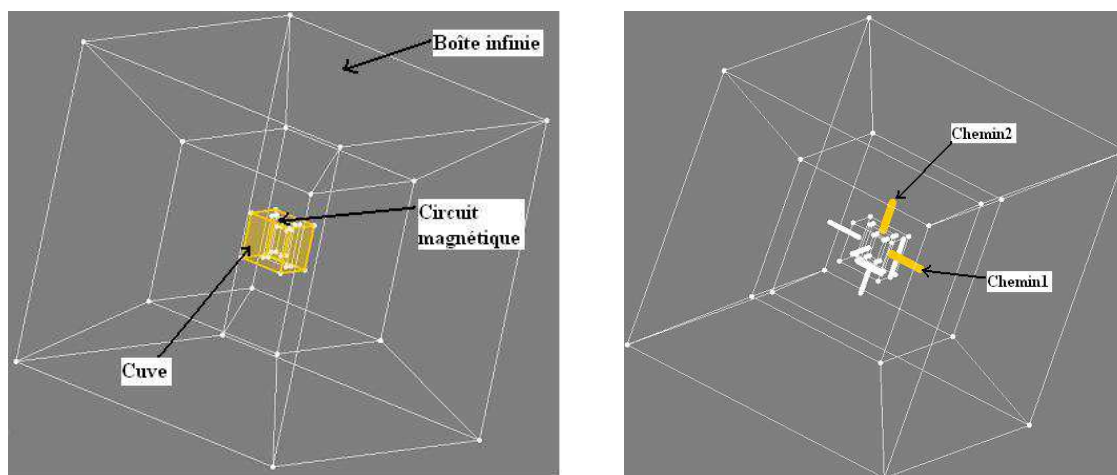 Boîte infinie
Circuit
magnétique
Cuve
Chemin2
Chemin1